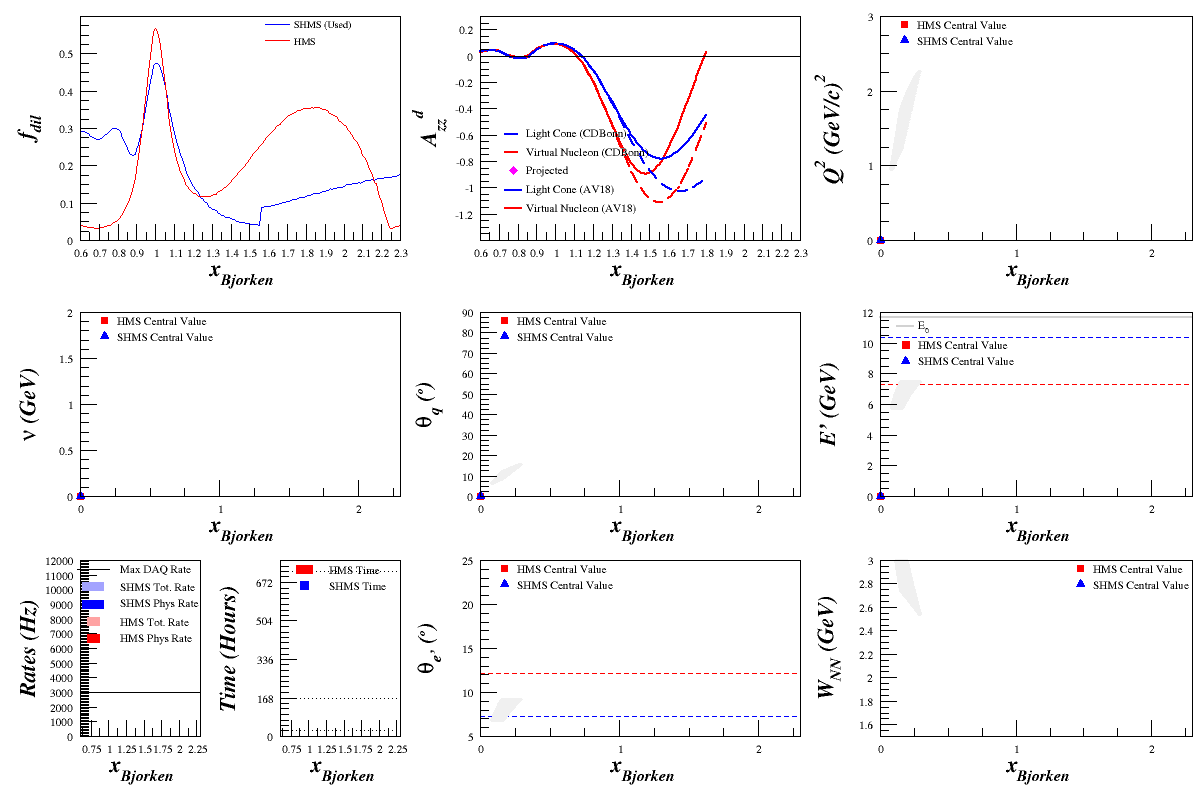 f_dil
0.5
0.4
0.3
0.2
0.1
0
SHMS (Used)
HMS
0.6 0.7 0.8 0.9 1 1.1 1.2 1.3 1.4 1.5 1.6 1.7 1.8 1.9 2 2.1 2.2 2.3
x_Bjorken
A_zz^d
0.2
0
-0.2
-0.4
-0.6
-0.8
-1
-1.2
Light Cone (CDBonn)
Virtual Nucleon (CDBonn)
Projected
Light Cone (AV18)
Virtual Nucleon (AV18)
0.6 0.7 0.8 0.9 1 1.1 1.2 1.3 1.4 1.5 1.6 1.7 1.8 1.9 2 2.1 2.2 2.3
x_Bjorken
Q^2 (GeV/c)^2
3
2
1
0
HMS Central Value
SHMS Central Value
0 1 2
x_Bjorken
ν (GeV)
2
1.5
1
0.5
0
HMS Central Value
SHMS Central Value
0 1 2
x_Bjorken
θ_q (º)
90
80
70
60
50
40
30
20
10
0
HMS Central Value
SHMS Central Value
0 1 2
x_Bjorken
E' (GeV)
12
10
8
6
4
2
0
E_0
HMS Central Value
SHMS Central Value
0 1 2
x_Bjorken
Rates (Hz)
12000
11000
10000
9000
8000
7000
6000
5000
4000
3000
2000
1000
0
Max DAQ Rate
SHMS Tot. Rate
SHMS Phys Rate
HMS Tot. Rate
HMS Phys Rate
0.75 1 1.25 1.5 1.75 2 2.25
x_Bjorken
Time (Hours)
672
504
336
168
0
HMS Time
SHMS Time
0.75 1 1.25 1.5 1.75 2 2.25
x_Bjorken
θ_e' (º)
25
20
15
10
5
HMS Central Value
SHMS Central Value
0 1 2
x_Bjorken
W_NN (GeV)
3
2.8
2.6
2.4
2.2
2
1.8
1.6
HMS Central Value
SHMS Central Value
0 1 2
x_Bjorken